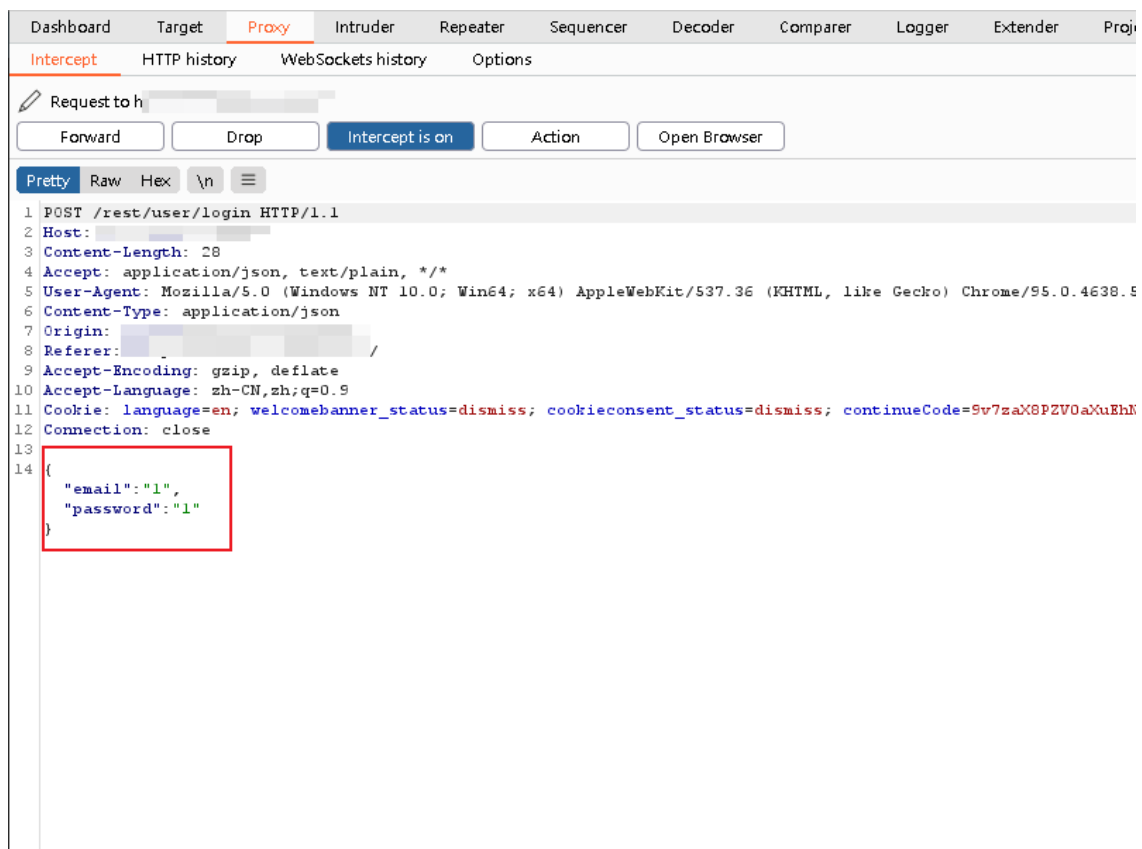 Dashboard Target Proxy Intruder Repeater Sequencer Decoder Comparer Logger Extender Proj
Intercept HTTP history WebSockets history Options
Request to h
Forward Drop Intercept is on Action Open Browser
Pretty Raw Hex \n ≡
1 POST /rest/user/login HTTP/1.1
2 Host:
3 Content-Length: 28
4 Accept: application/json, text/plain, */*
5 User-Agent: Mozilla/5.0 (Windows NT 10.0; Win64; x64) AppleWebKit/537.36 (KHTML, like Gecko) Chrome/95.0.4638.5
6 Content-Type: application/json
7 Origin:
8 Referer: /
9 Accept-Encoding: gzip, deflate
10 Accept-Language: zh-CN,zh;q=0.9
11 Cookie: language=en; welcomebanner_status=dismiss; cookieconsent_status=dismiss; continueCode=9v7zaX8PZVOaXuEhN
12 Connection: close
13
14 {
"email":"1",
"password":"1"
}